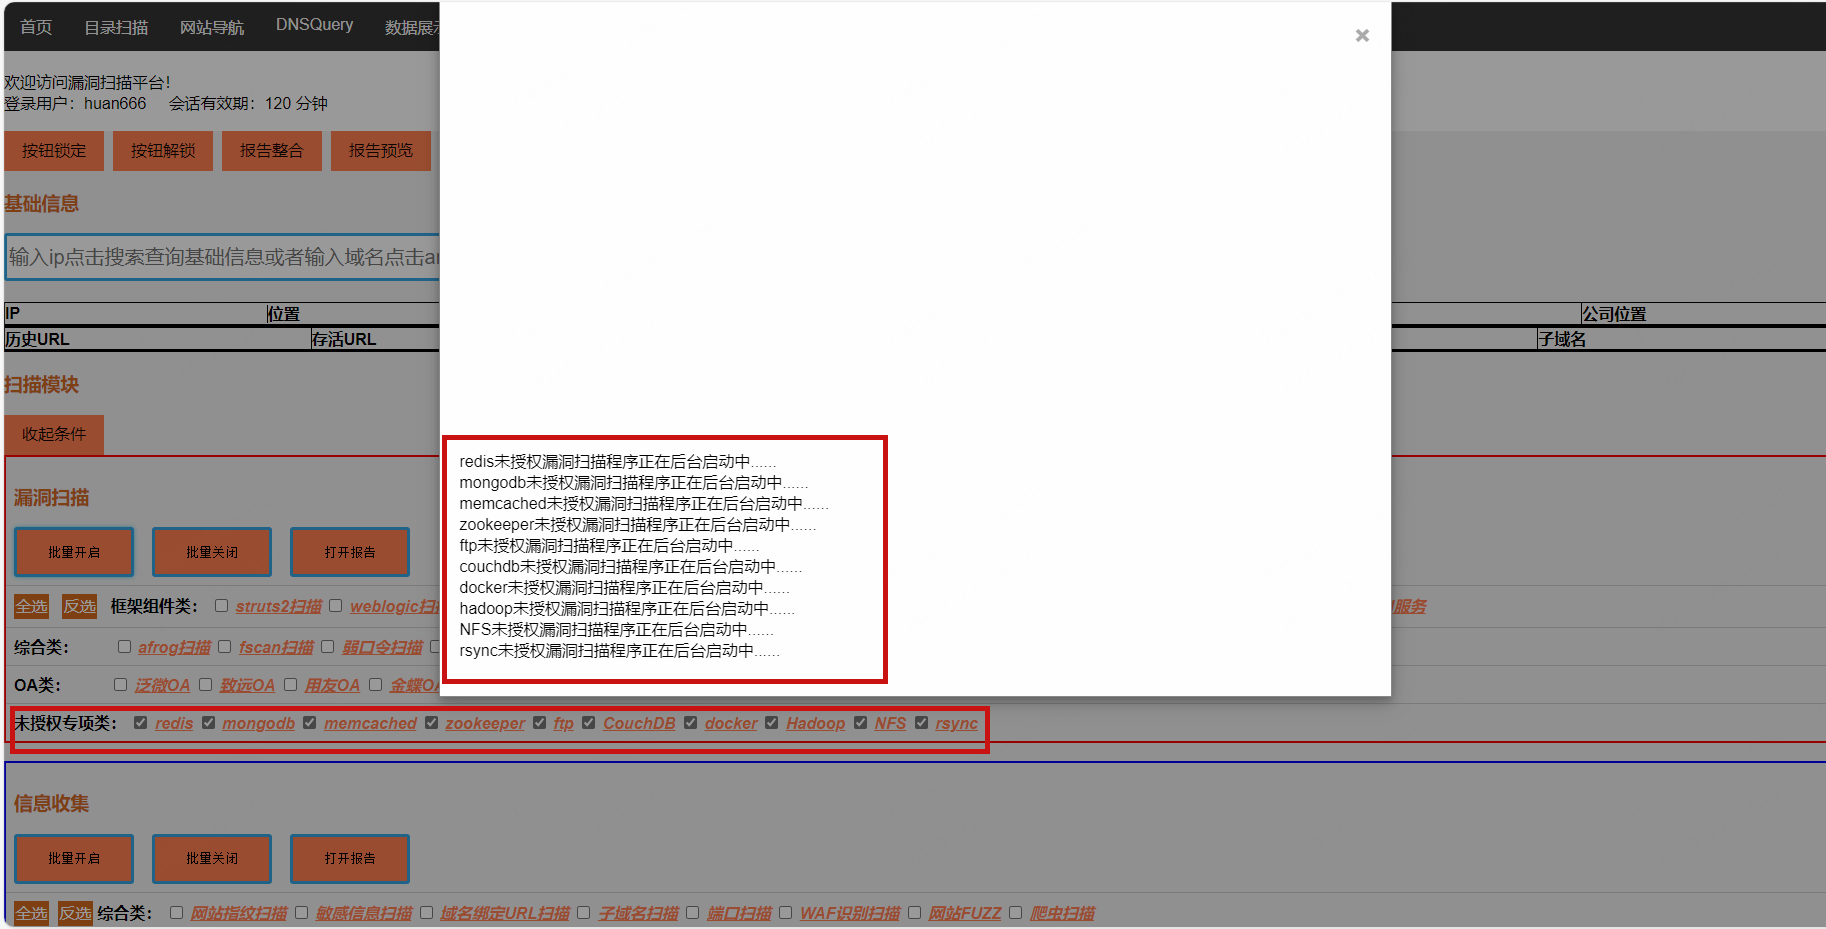 首页 目录扫描 网站导航 DNSQuery 数据展
×
欢迎访问漏洞扫描平台!
登录用户: huan666 会话有效期: 120 分钟
按钮锁定 按钮解锁 报告整合 报告预览
基础信息
输入ip点击搜索查询基础信息或者输入域名点击
IP 位置 公司位置
历史URL 存活URL 子域名
扫描模块
收起条件
redis未授权漏洞扫描程序正在后台启动中......
mongodb未授权漏洞扫描程序正在后台启动中......
memcached未授权漏洞扫描程序正在后台启动中......
zookeeper未授权漏洞扫描程序正在后台启动中......
ftp未授权漏洞扫描程序正在后台启动中......
couchdb未授权漏洞扫描程序正在后台启动中......
docker未授权漏洞扫描程序正在后台启动中......
hadoop未授权漏洞扫描程序正在后台启动中......
NFS未授权漏洞扫描程序正在后台启动中......
rsync未授权漏洞扫描程序正在后台启动中......
漏洞扫描
批量开启 批量关闭 打开报告
全选 反选 框架组件类: struts2扫描 weblogic扫 服务
综合类: afrog扫描 fscan扫描 弱口令扫描
OA类: 泛微OA 致远OA 用友OA 金蝶OA
未授权专项类: redis mongodb memcached zookeeper ftp CouchDB docker Hadoop NFS rsync
信息收集
批量开启 批量关闭 打开报告
全选 反选 综合类: 网站指纹扫描 敏感信息扫描 域名绑定URL扫描 子域名扫描 端口扫描 WAF识别扫描 网站FUZZ 爬虫扫描